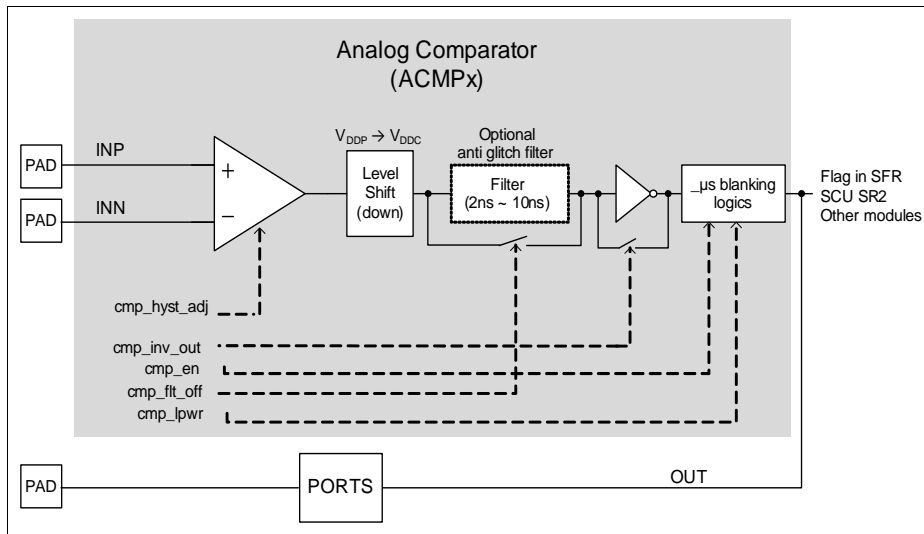 Analog Comparator
(ACMPx)
PAD
INP
PAD
INN
+
−
VDDP → VDDC
Level
Shift
(down)
Optional
anti glitch filter
Filter
(2ns ~ 10ns)
_µs blanking
logics
Flag in SFR
SCU SR2
Other modules
cmp_hyst_adj
cmp_inv_out
cmp_en
cmp_flt_off
cmp_lpwr
PAD
PORTS
OUT